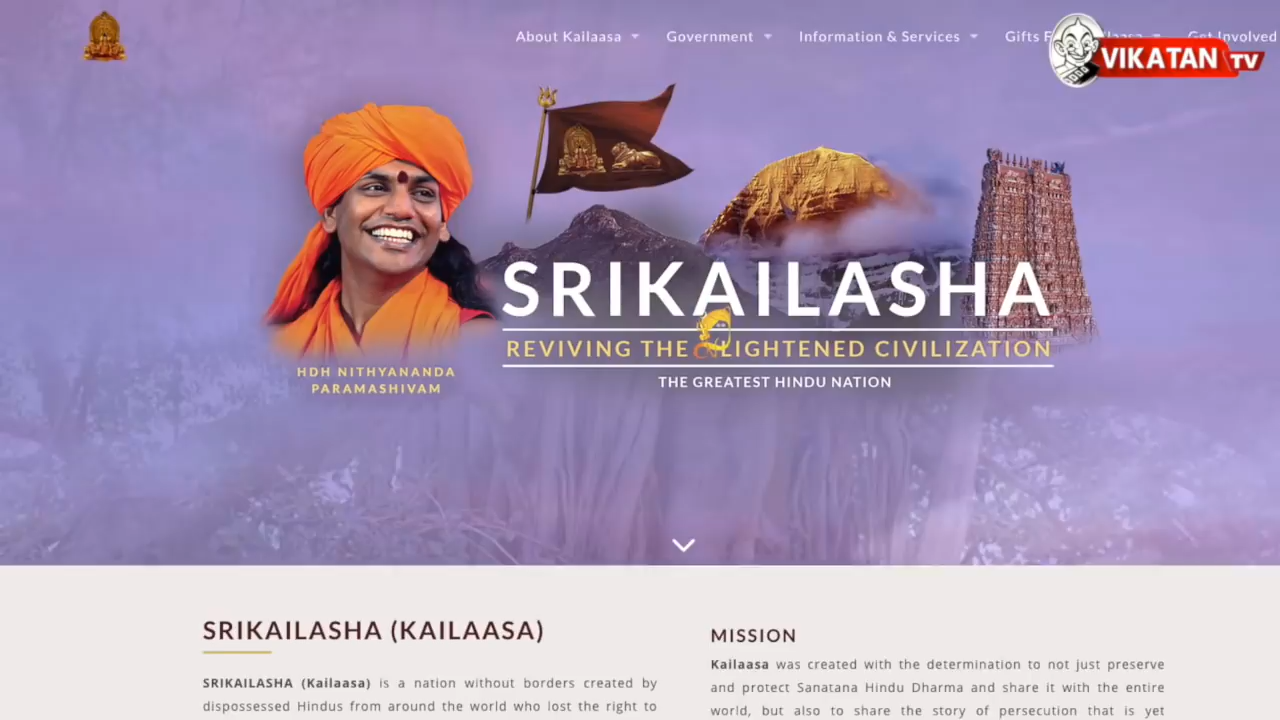 About Kailaasa
Government
Information & Services
Gifts
Get Involved
VIKATAN TV
SRIKAILASHA
REVIVING THE ENLIGHTENED CIVILIZATION
THE GREATEST HINDU NATION
HDH NITHYANANDA
PARAMASHIVAM
SRIKAILASHA (KAILAASA)
SRIKAILASHA (Kailaasa) is a nation without borders created by
dispossessed Hindus from around the world who lost the right to
MISSION
Kailaasa was created with the determination to not just preserve
and protect Sanatana Hindu Dharma and share it with the entire
world, but also to share the story of persecution that is yet